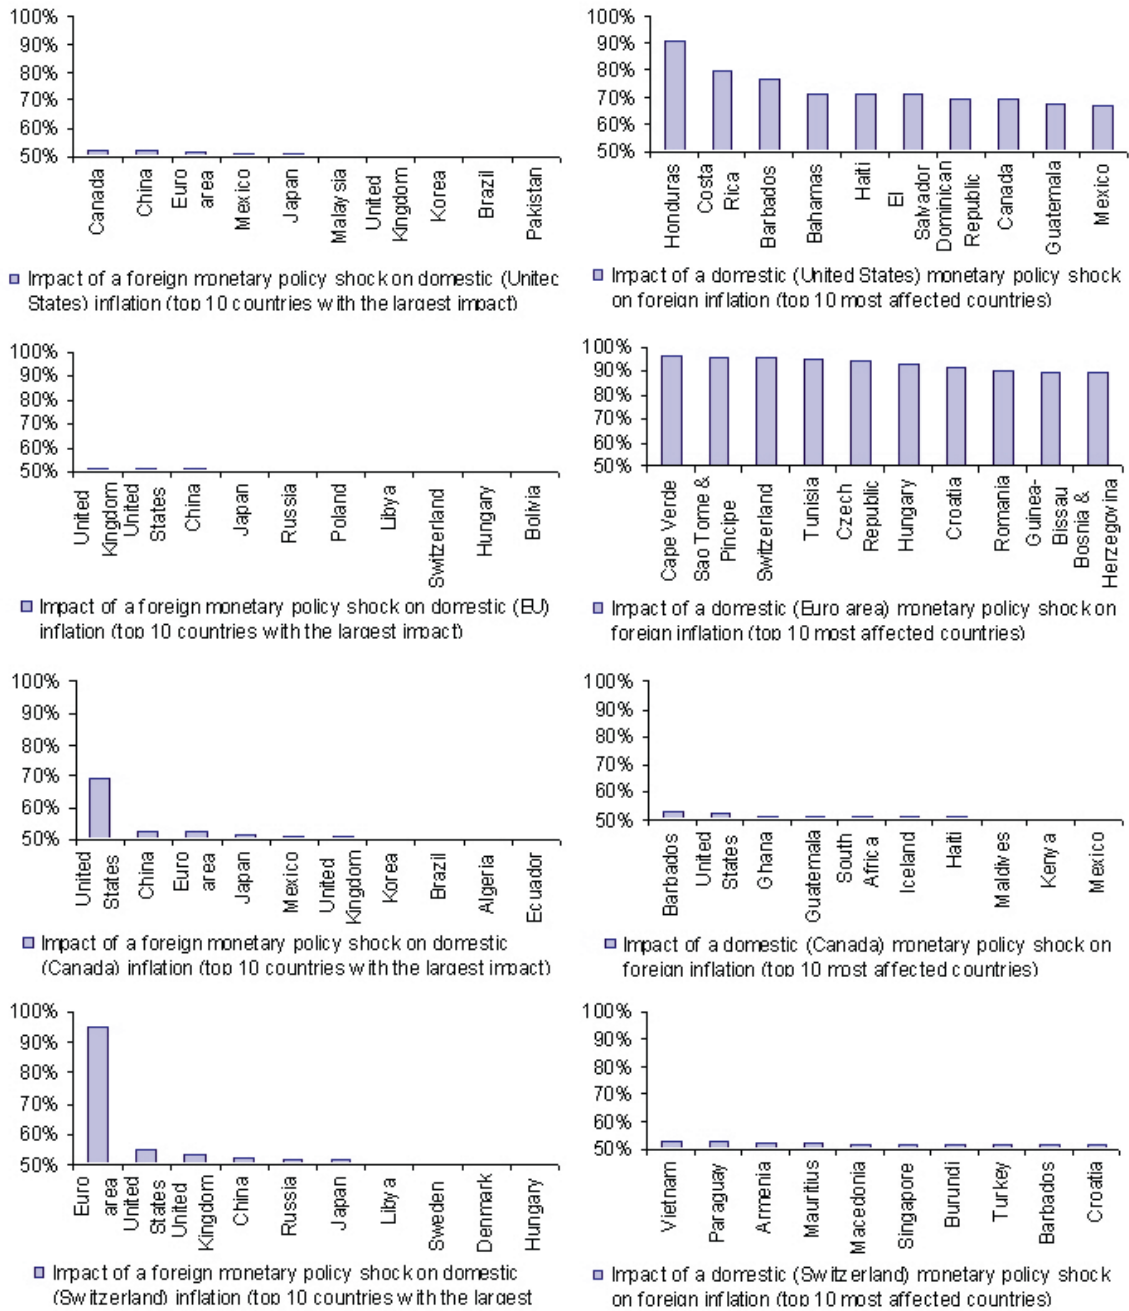 100%
90%
80%
70%
60%
50%
Canada
China
Euro area
Mexico
Japan
Malaysia
United Kingdom
Korea
Brazil
Pakistan
Impact of a foreign monetary policy shock on domestic (United
States) inflation (top 10 countries with the largest impact)
100%
90%
80%
70%
60%
50%
Honduras
Costa Rica
Barbados
Bahamas
Haiti
El Salvador
Dominican Republic
Canada
Guatemala
Mexico
Impact of a domestic (United States) monetary policy shock
on foreign inflation (top 10 most affected countries)
100%
90%
80%
70%
60%
50%
United Kingdom
United States
China
Japan
Russia
Poland
Libya
Switzerland
Hungary
Bolivia
Impact of a foreign monetary policy shock on domestic (EU)
inflation (top 10 countries with the largest impact)
100%
90%
80%
70%
60%
50%
Cape Verde
Sao Tome & Pincipe
Switzerland
Tunisia
Czech Republic
Hungary
Croatia
Romania
Guinea-Bissau
Bosnia & Herzegovina
Impact of a domestic (Euro area) monetary policy shock on
foreign inflation (top 10 most affected countries)
100%
90%
80%
70%
60%
50%
United States
China
Euro area
Japan
Mexico
United Kingdom
Korea
Brazil
Algeria
Ecuador
Impact of a foreign monetary policy shock on domestic
(Canada) inflation (top 10 countries with the largest impact)
100%
90%
80%
70%
60%
50%
Barbados
United States
Ghana
Guatemala
South Africa
Iceland
Haiti
Maldives
Kenya
Mexico
Impact of a domestic (Canada) monetary policy shock on
foreign inflation (top 10 most affected countries)
100%
90%
80%
70%
60%
50%
Euro area
United States
United Kingdom
China
Russia
Japan
Libya
Sweden
Denmark
Hungary
Impact of a foreign monetary policy shock on domestic
(Switzerland) inflation (top 10 countries with the largest
100%
90%
80%
70%
60%
50%
Vietnam
Paraguay
Armenia
Mauritius
Macedonia
Singapore
Burundi
Turkey
Barbados
Croatia
Impact of a domestic (Switzerland) monetary policy shock
on foreign inflation (top 10 most affected countries)